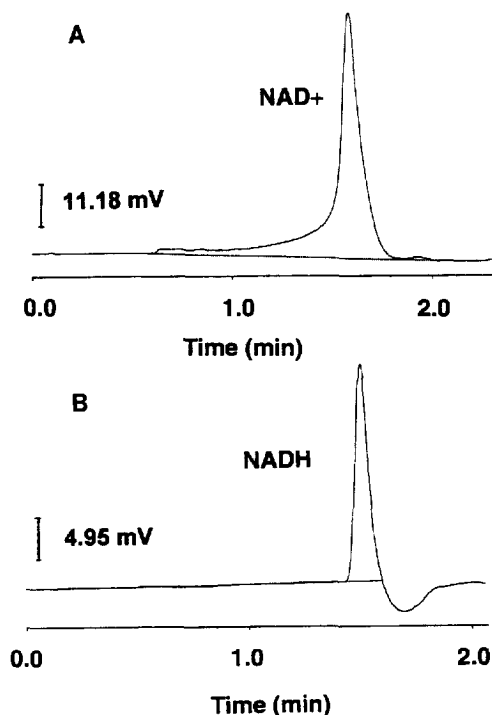 A
NAD+
11.18 mV
0.0 1.0 2.0
Time (min)
B
NADH
4.95 mV
0.0 1.0 2.0
Time (min)